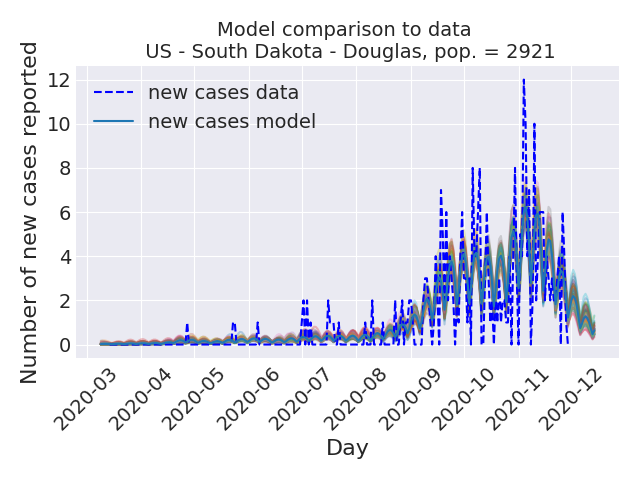 Model comparison to data
US - South Dakota - Douglas, pop. = 2921
new cases data
new cases model
Number of new cases reported
12
10
8
6
4
2
0
2020-03
2020-04
2020-05
2020-06
2020-07
2020-08
2020-09
2020-10
2020-11
2020-12
Day